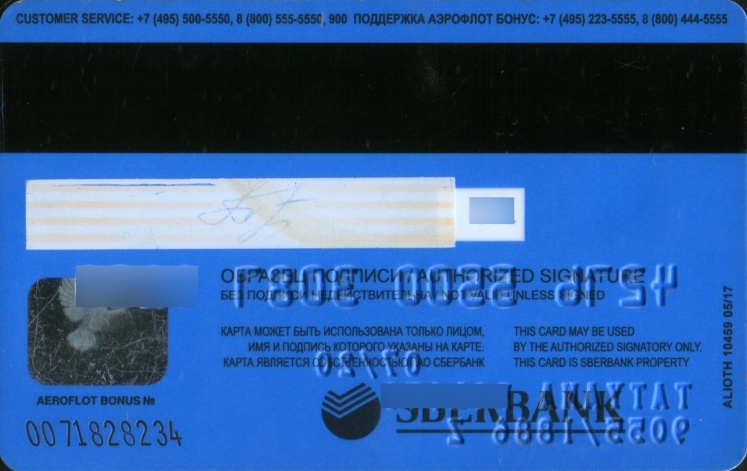 CUSTOMER SERVICE: +7 (495) 500-5550, 8 (800) 555-5550, 900 ПОДДЕРЖКА АЭРОФЛОТ БОНУС: +7 (495) 223-5555, 8 (800) 444-5555
ОБРАЗЕЦ ПОДПИСИ / AUTHORIZED SIGNATURE
БЕЗ ПОДПИСИ НЕДЕЙСТВИТЕЛЬНА / NOT VALID UNLESS SIGNED
КАРТА МОЖЕТ БЫТЬ ИСПОЛЬЗОВАНА ТОЛЬКО ЛИЦОМ,
ИМЯ И ПОДПИСЬ КОТОРОГО УКАЗАНЫ НА КАРТЕ.
КАРТА ЯВЛЯЕТСЯ СОБСТВЕННОСТЬЮ ПАО СБЕРБАНК
THIS CARD MAY BE USED
BY THE AUTHORIZED SIGNATORY ONLY.
THIS CARD IS SBERBANK PROPERTY
ALIOTH 10459 05/17
AEROFLOT BONUS №
0071828234
SBERBANK